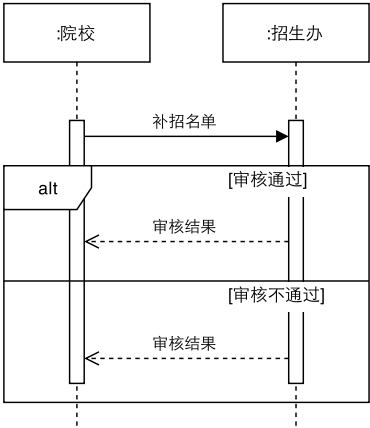 :院校
:招生办
补招名单
alt
[审核通过]
审核结果
[审核不通过]
审核结果